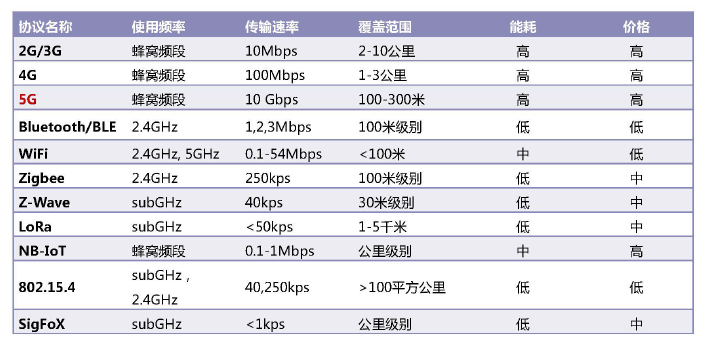 协议名称 使用频率 传输速率 覆盖范围 能耗 价格
2G/3G 蜂窝频段 10Mbps 2-10公里 高 高
4G 蜂窝频段 100Mbps 1-3公里 高 高
5G 蜂窝频段 10 Gbps 100-300米 高 高
Bluetooth/BLE 2.4GHz 1,2,3Mbps 100米级别 低 低
WiFi 2.4GHz, 5GHz 0.1-54Mbps <100米 中 低
Zigbee 2.4GHz 250kps 100米级别 低 中
Z-Wave subGHz 40kps 30米级别 低 中
LoRa subGHz <50kps 1-5千米 低 中
NB-IoT 蜂窝频段 0.1-1Mbps 公里级别 中 高
802.15.4 subGHz , 2.4GHz 40,250kps >100平方公里 低 低
SigFoX subGHz <1kps 公里级别 低 中